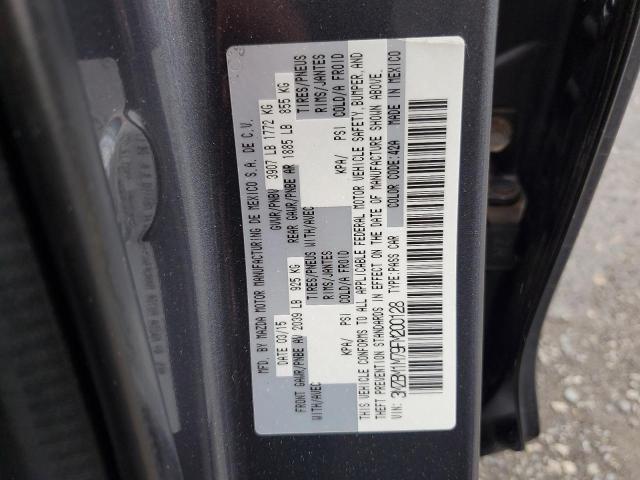 MFD. BY MAZDA MOTOR MANUFACTURING DE MEXICO S.A. DE C.V.
DATE 03/15 GVWR/PNBV 3907 LB 1772 KG
FRONT GAWR/PNBE AV 2039 LB 925 KG REAR GAWR/PNBE AR 1885 LB 855 KG
WITH/AVEC TIRES/PNEUS WITH/AVEC TIRES/PNEUS
RIMS/JANTES RIMS/JANTES
KPA/ PSI COLD/A FROID KPA/ PSI COLD/A FROID
THIS VEHICLE CONFORMS TO ALL APPLICABLE FEDERAL MOTOR VEHICLE SAFETY, BUMPER, AND
THEFT PREVENTION STANDARDS IN EFFECT ON THE DATE OF MANUFACTURE SHOWN ABOVE.
VIN: 3MZBM1M79FM200128 TYPE:PASS CAR COLOR CODE:42A MADE IN MEXICO